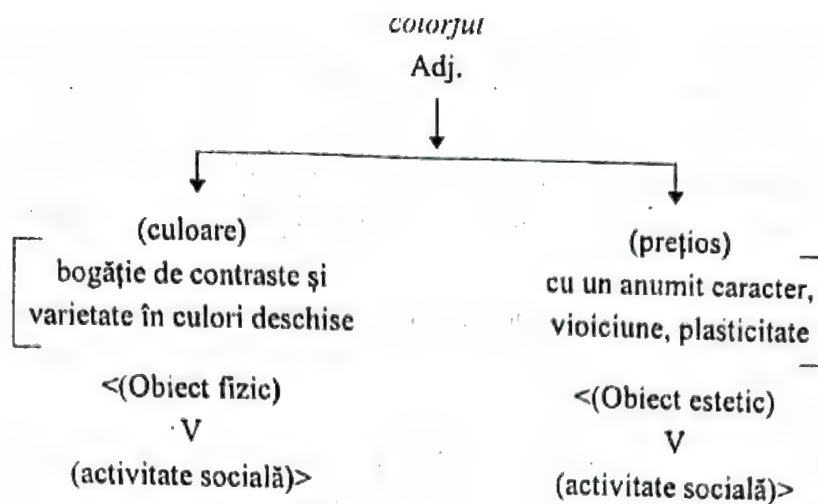 colorful
Adj.
(culoare)
bogăție de contraste și
varietate în culori deschise
<(Obiect fizic)
V
(activitate socială)>
(prețios)
cu un anumit caracter,
vioiciune, plasticitate
<(Obiect estetic)
V
(activitate socială)>